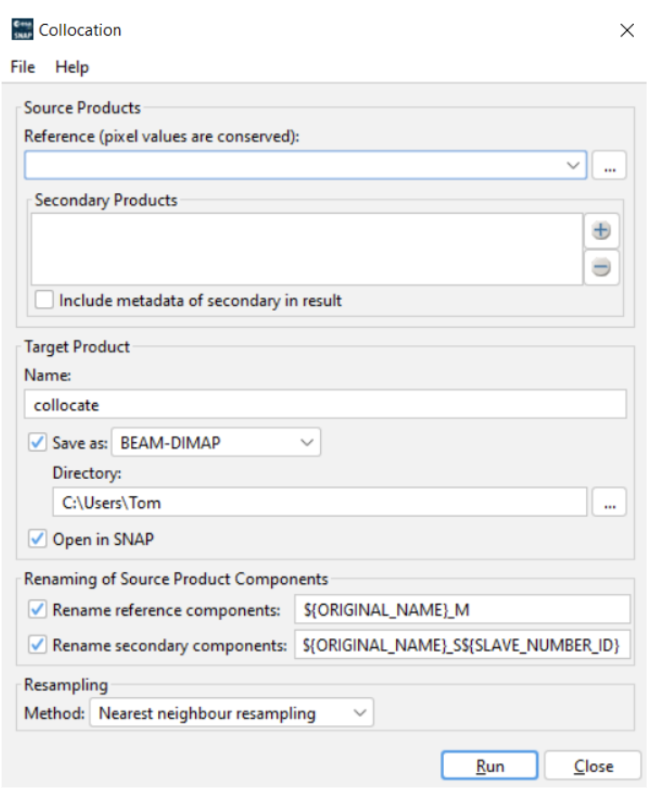 esa
SNAP
Collocation
File Help
Source Products
Reference (pixel values are conserved):
...
Secondary Products
Include metadata of secondary in result
Target Product
Name:
collocate
Save as: BEAM-DIMAP
Directory:
C:\Users\Tom
...
Open in SNAP
Renaming of Source Product Components
Rename reference components: ${ORIGINAL_NAME}_M
Rename secondary components: ${ORIGINAL_NAME}_S${SLAVE_NUMBER_ID}
Resampling
Method: Nearest neighbour resampling
Run Close